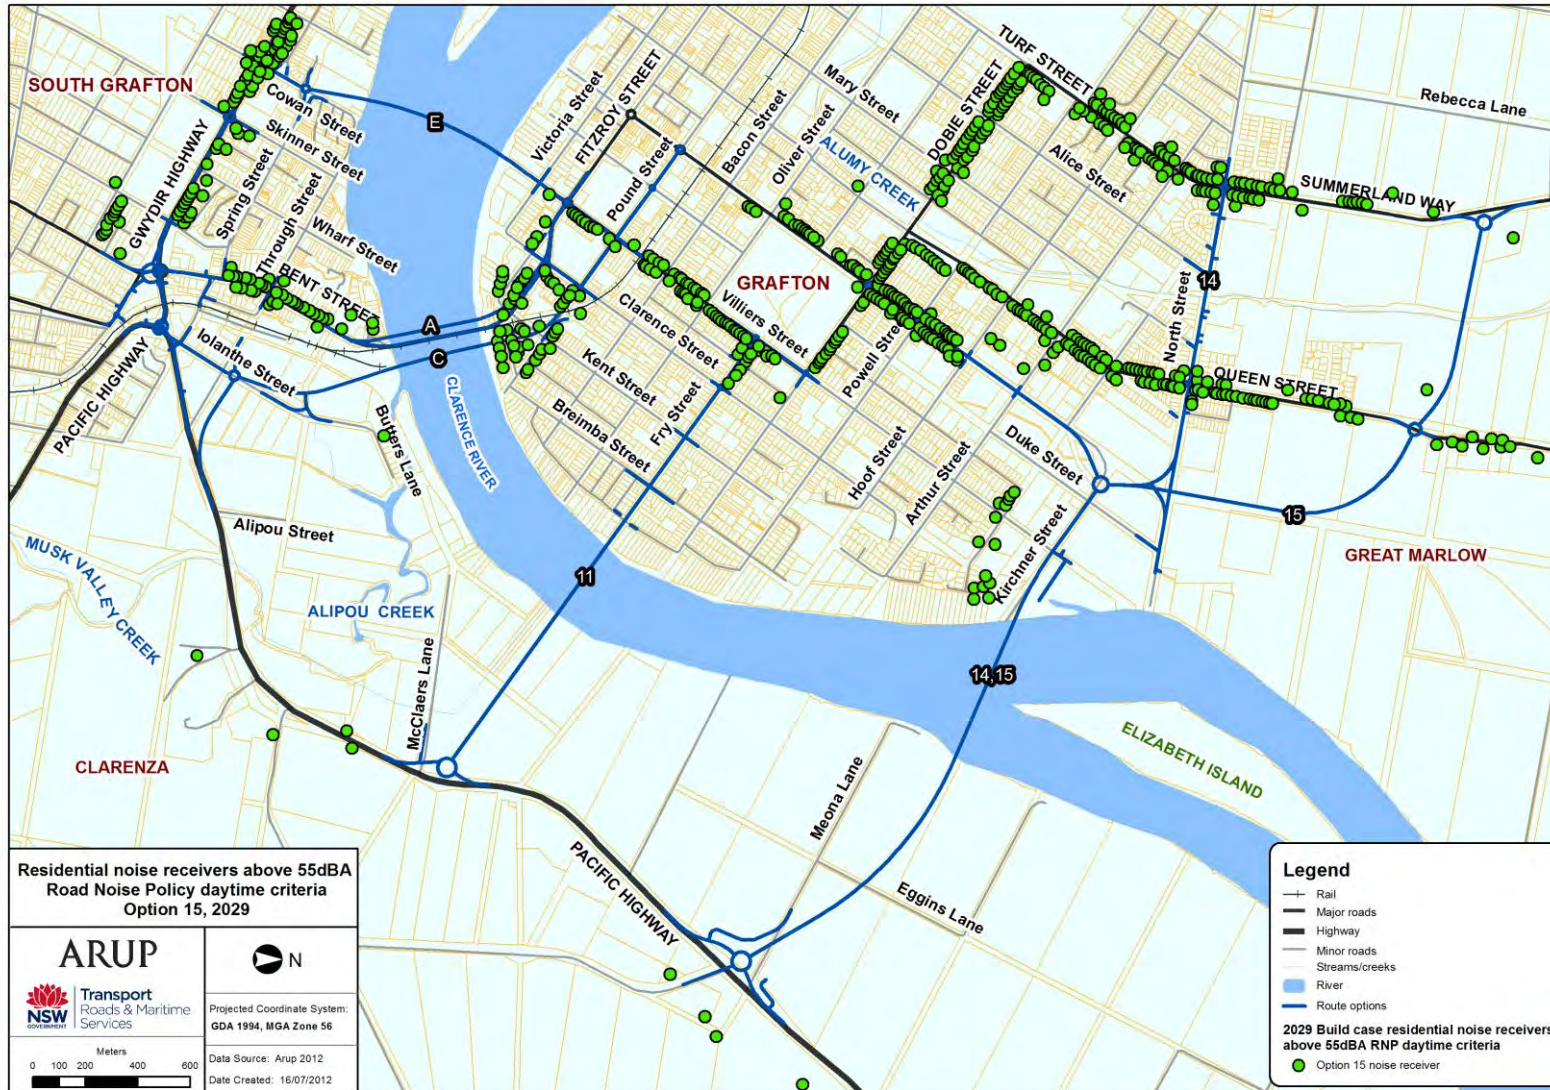 SOUTH GRAFTON
Cowan Street
Skinner Street
GWYDIR HIGHWAY
Spring Street
Through Street
Wharf Street
BENT STREET
Iolanthe Street
PACIFIC HIGHWAY
Butters Lane
CLARENCE RIVER
E
A
C
Victoria Street
FITZROY STREET
Pound Street
Bacon Street
Oliver Street
Mary Street
ALUMY CREEK
DOBIE STREET
TURF STREET
Alice Street
Rebecca Lane
SUMMERLAND WAY
14
North Street
GRAFTON
Villiers Street
Clarence Street
Kent Street
Breimba Street
Fry Street
Powell Street
Hoof Street
Arthur Street
Duke Street
Kirchner Street
QUEEN STREET
15
GREAT MARLOW
Alipou Street
MUSK VALLEY CREEK
ALIPOU CREEK
11
McClaers Lane
14,15
ELIZABETH ISLAND
CLARENZA
Meona Lane
PACIFIC HIGHWAY
Eggins Lane
Residential noise receivers above 55dBA
Road Noise Policy daytime criteria
Option 15, 2029
ARUP
NSW
GOVERNMENT
Transport
Roads & Maritime
Services
N
Projected Coordinate System:
GDA 1994, MGA Zone 56
Meters
0 100 200 400 600
Data Source: Arup 2012
Date Created: 16/07/2012
Legend
Rail
Major roads
Highway
Minor roads
Streams/creeks
River
Route options
2029 Build case residential noise receivers
above 55dBA RNP daytime criteria
Option 15 noise receiver